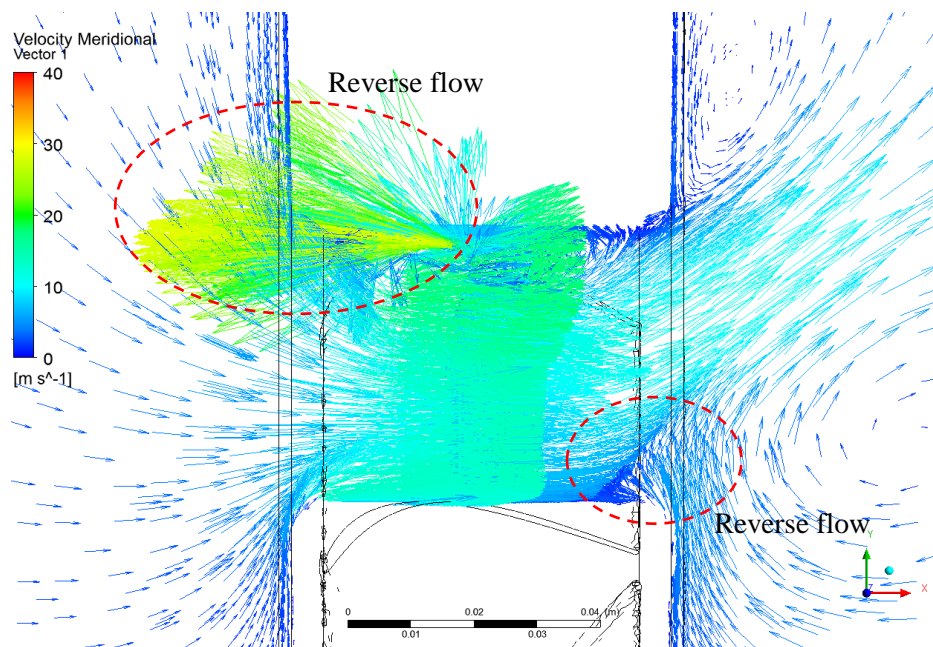 Velocity Meridional
Vector 1
40
30
20
10
0
[m s^-1]
Reverse flow
Reverse flow
Y
Z
X
0
0.02
0.04 (m)
0.01
0.03